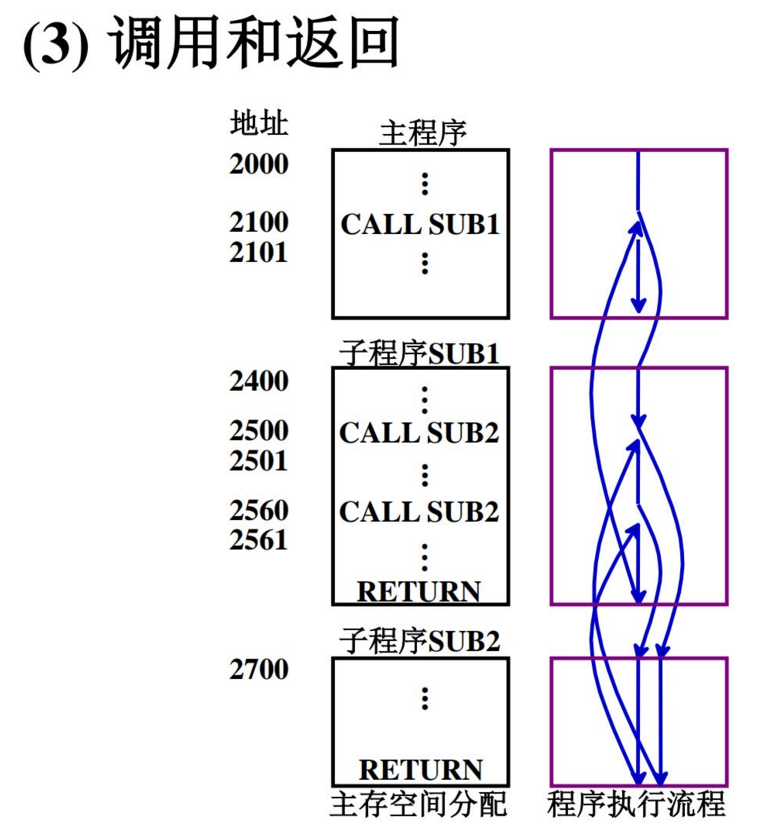 (3) 调用和返回
地址
主程序
2000
⋮
2100 CALL SUB1
2101
⋮
子程序SUB1
2400
⋮
2500 CALL SUB2
2501
⋮
2560 CALL SUB2
2561
⋮
RETURN
子程序SUB2
2700
⋮
RETURN
主存空间分配 程序执行流程